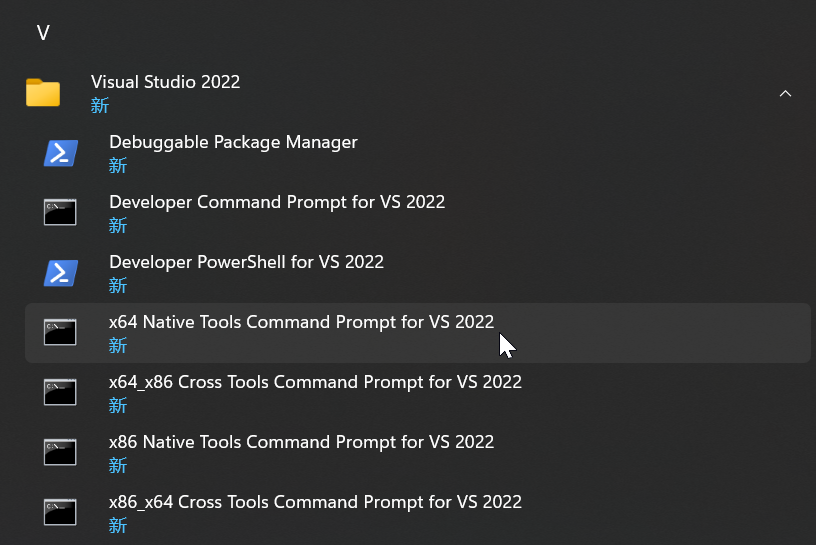 V
Visual Studio 2022
新
Debuggable Package Manager
新
Developer Command Prompt for VS 2022
新
Developer PowerShell for VS 2022
新
x64 Native Tools Command Prompt for VS 2022
新
x64_x86 Cross Tools Command Prompt for VS 2022
新
x86 Native Tools Command Prompt for VS 2022
新
x86_x64 Cross Tools Command Prompt for VS 2022
新